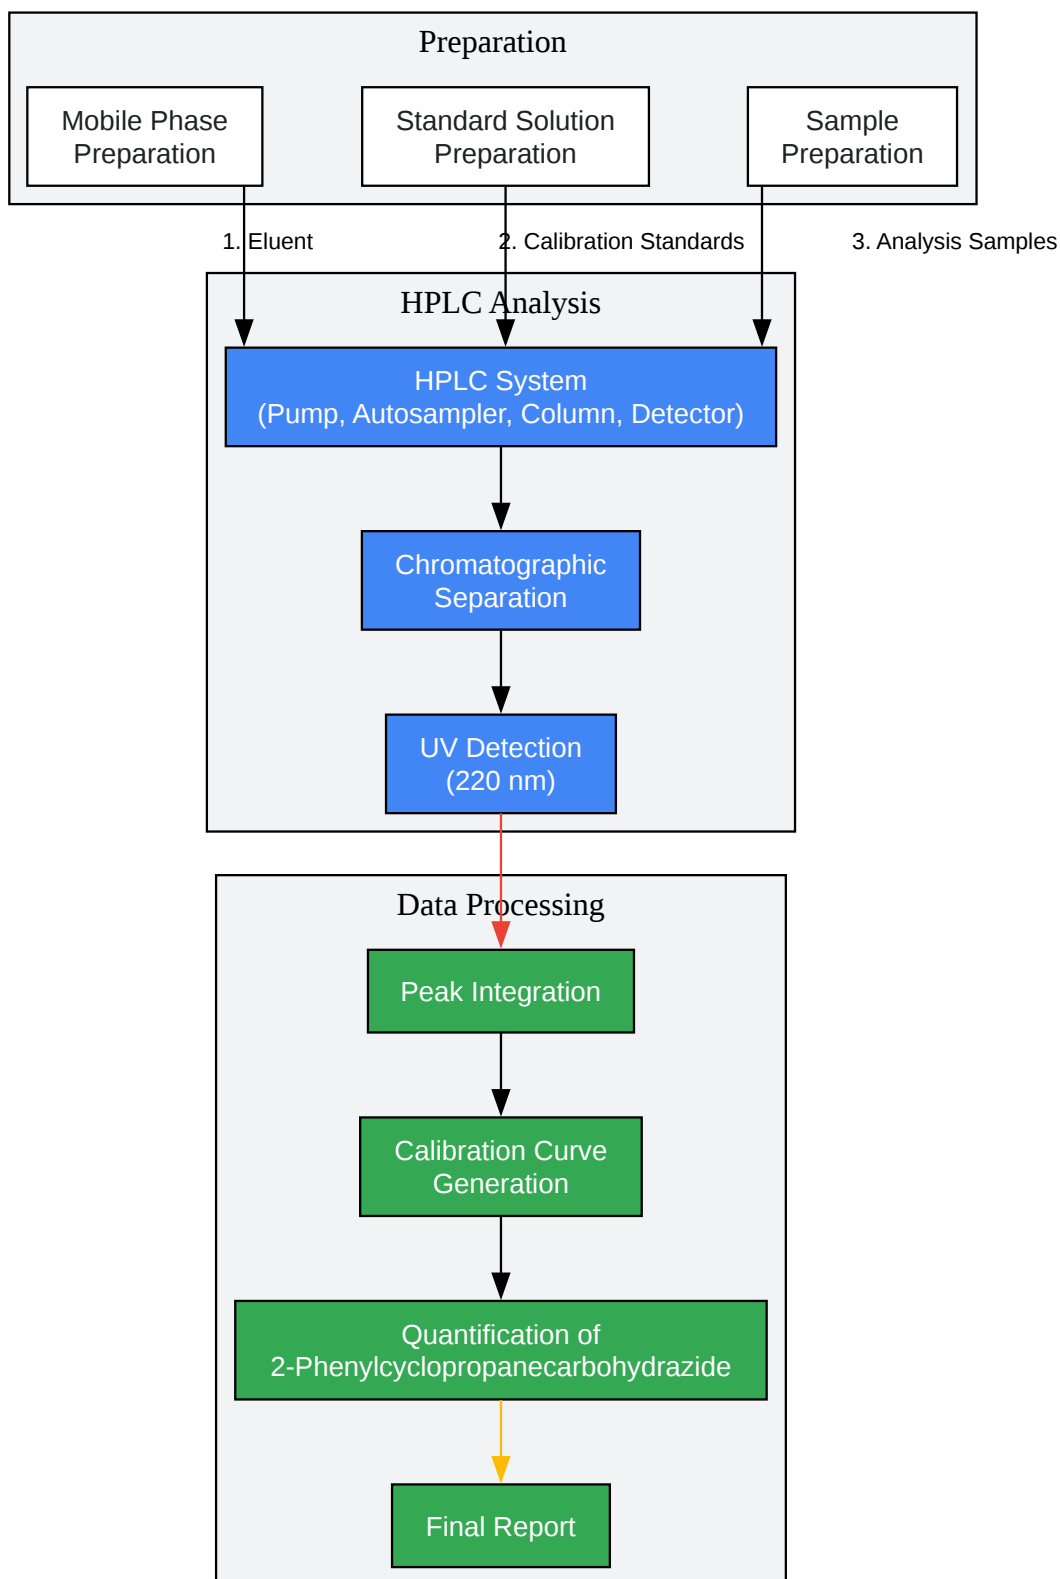 Preparation
Mobile Phase
Preparation
Standard Solution
Preparation
Sample
Preparation
1. Eluent
2. Calibration Standards
3. Analysis Samples
HPLC Analysis
HPLC System
(Pump, Autosampler, Column, Detector)
Chromatographic
Separation
UV Detection
(220 nm)
Data Processing
Peak Integration
Calibration Curve
Generation
Quantification of
2-Phenylcyclopropanecarbohydrazide
Final Report